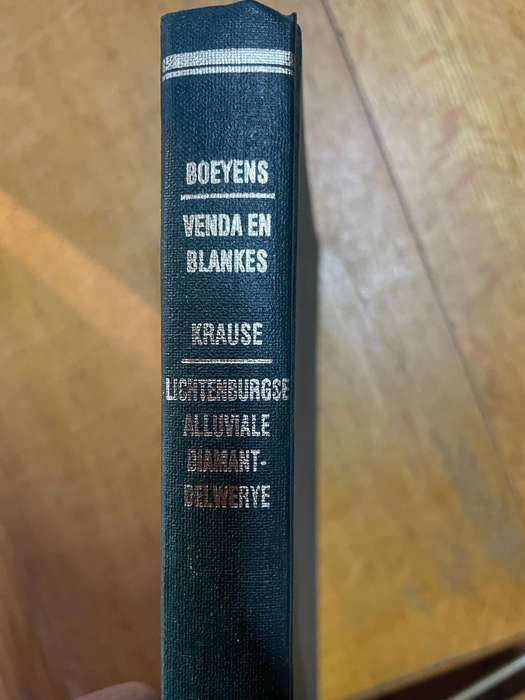 BOEYENS
VENDA EN
BLANKES
KRAUSE
LICHTENBURGSE
ALLUVIALE
DIAMANT-
DELWERYE